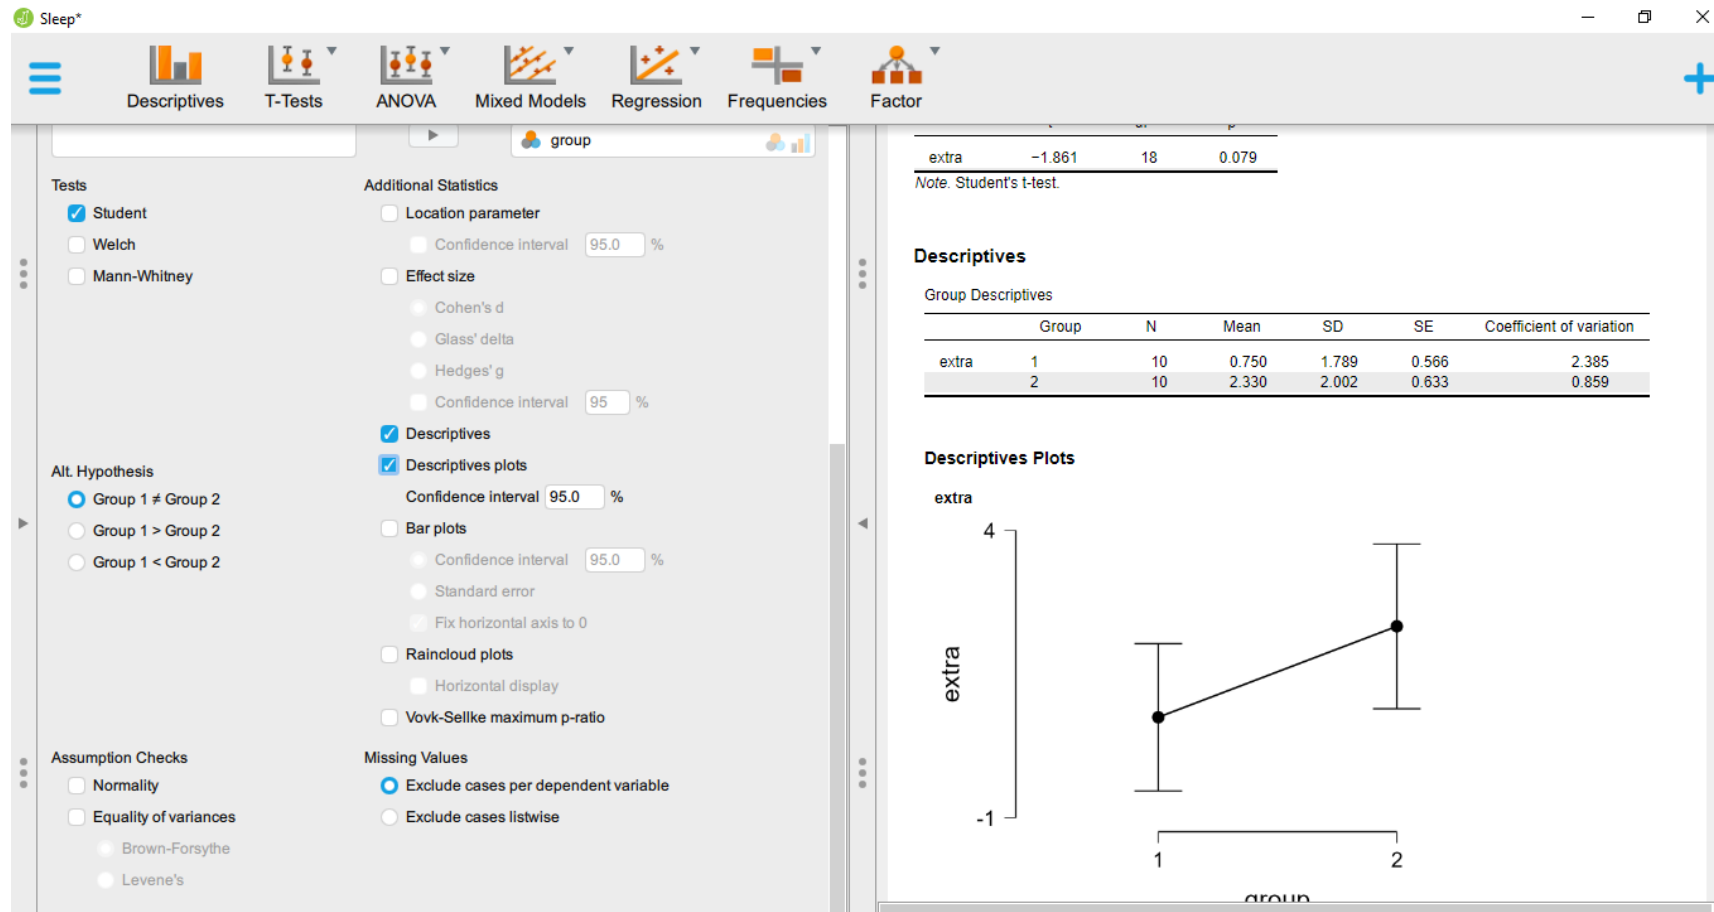 Sleep*
Descriptives T-Tests ANOVA Mixed Models Regression Frequencies Factor
group
Tests
Student
Welch
Mann-Whitney
Additional Statistics
Location parameter
Confidence interval 95.0 %
Effect size
Cohen's d
Glass' delta
Hedges' g
Confidence interval 95 %
Descriptives
Descriptives plots
Confidence interval 95.0 %
Bar plots
Confidence interval 95.0 %
Standard error
Fix horizontal axis to 0
Raincloud plots
Horizontal display
Vovk-Sellke maximum p-ratio
Alt. Hypothesis
Group 1 ≠ Group 2
Group 1 > Group 2
Group 1 < Group 2
Assumption Checks
Normality
Equality of variances
Brown-Forsythe
Levene's
Missing Values
Exclude cases per dependent variable
Exclude cases listwise
extra −1.861 18 0.079
Note. Student's t-test.
Descriptives
Group Descriptives
Group N Mean SD SE Coefficient of variation
extra 1 10 0.750 1.789 0.566 2.385
2 10 2.330 2.002 0.633 0.859
Descriptives Plots
extra
4
extra
-1
1 2
group